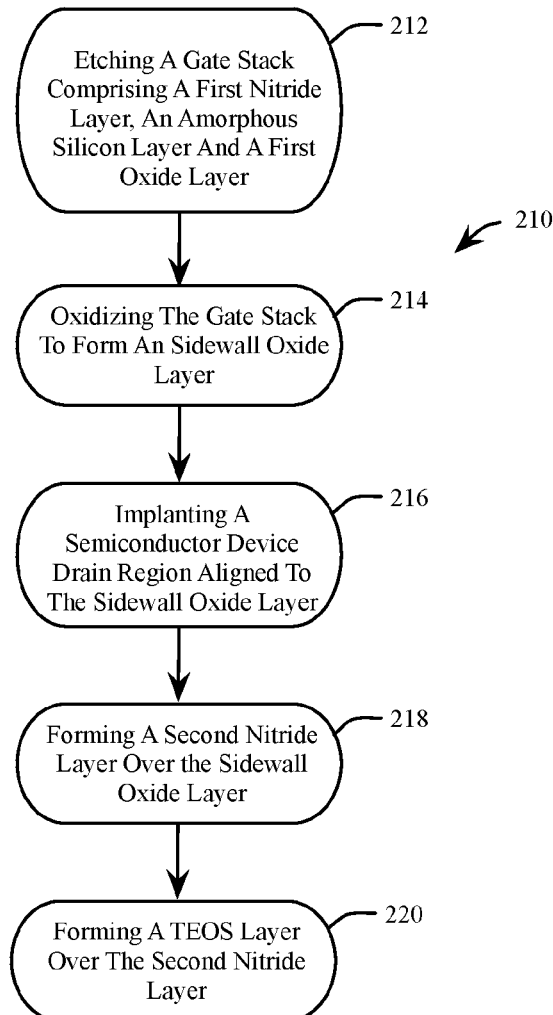 212
Etching A Gate Stack
Comprising A First Nitride
Layer, An Amorphous
Silicon Layer And A First
Oxide Layer
210
214
Oxidizing The Gate Stack
To Form An Sidewall Oxide
Layer
216
Implanting A
Semiconductor Device
Drain Region Aligned To
The Sidewall Oxide Layer
218
Forming A Second Nitride
Layer Over the Sidewall
Oxide Layer
220
Forming A TEOS Layer
Over The Second Nitride
Layer